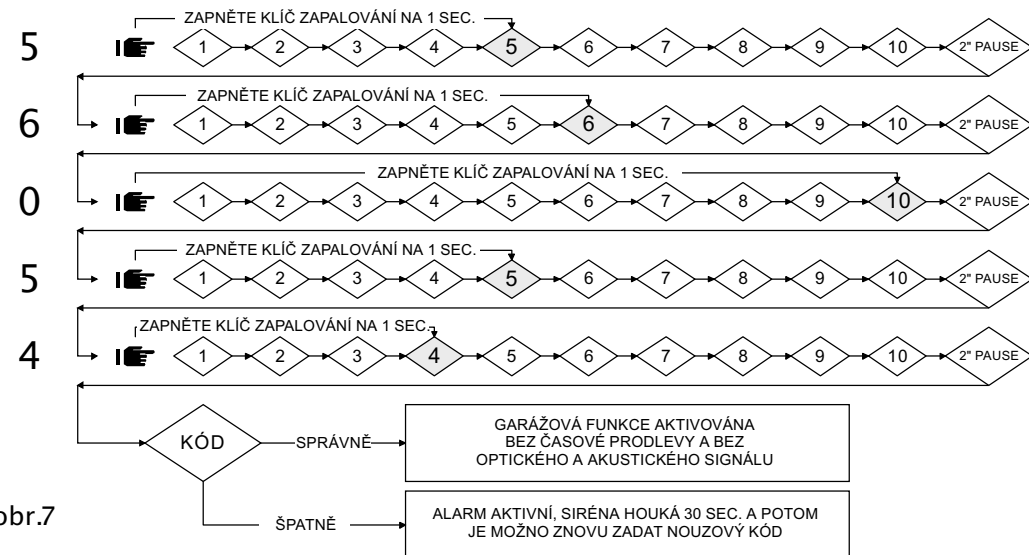 ZAPNĚTE KLÍČ ZAPALOVÁNÍ NA 1 SEC.
5 1 2 3 4 5 6 7 8 9 10 2" PAUSE
ZAPNĚTE KLÍČ ZAPALOVÁNÍ NA 1 SEC.
6 1 2 3 4 5 6 7 8 9 10 2" PAUSE
ZAPNĚTE KLÍČ ZAPALOVÁNÍ NA 1 SEC.
0 1 2 3 4 5 6 7 8 9 10 2" PAUSE
ZAPNĚTE KLÍČ ZAPALOVÁNÍ NA 1 SEC.
5 1 2 3 4 5 6 7 8 9 10 2" PAUSE
ZAPNĚTE KLÍČ ZAPALOVÁNÍ NA 1 SEC.
4 1 2 3 4 5 6 7 8 9 10 2" PAUSE
KÓD
SPRÁVNĚ
GARÁŽOVÁ FUNKCE AKTIVOVÁNA
BEZ ČASOVÉ PRODLEVY A BEZ
OPTICKÉHO A AKUSTICKÉHO SIGNÁLU
ŠPATNĚ
ALARM AKTIVNÍ, SIRÉNA HOUKÁ 30 SEC. A POTOM
JE MOŽNO ZNOVU ZADAT NOUZOVÝ KÓD
obr.7